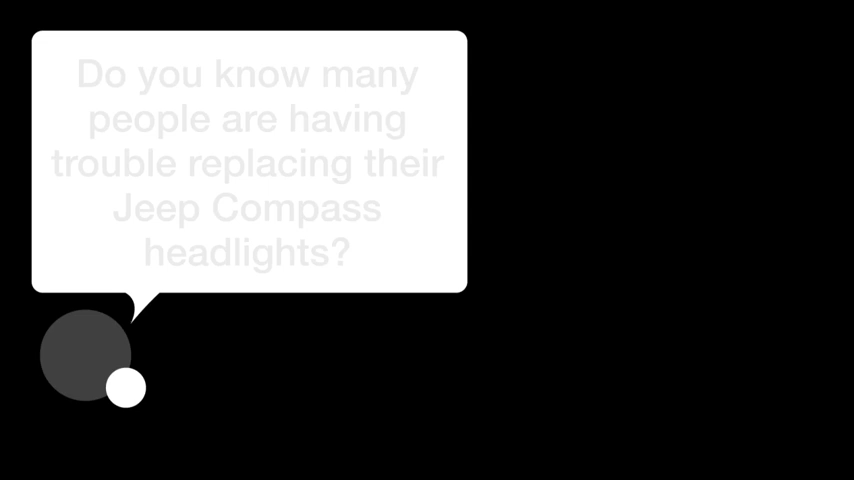 Do you know many
people are having
trouble replacing their
Jeep Compass
headlights?